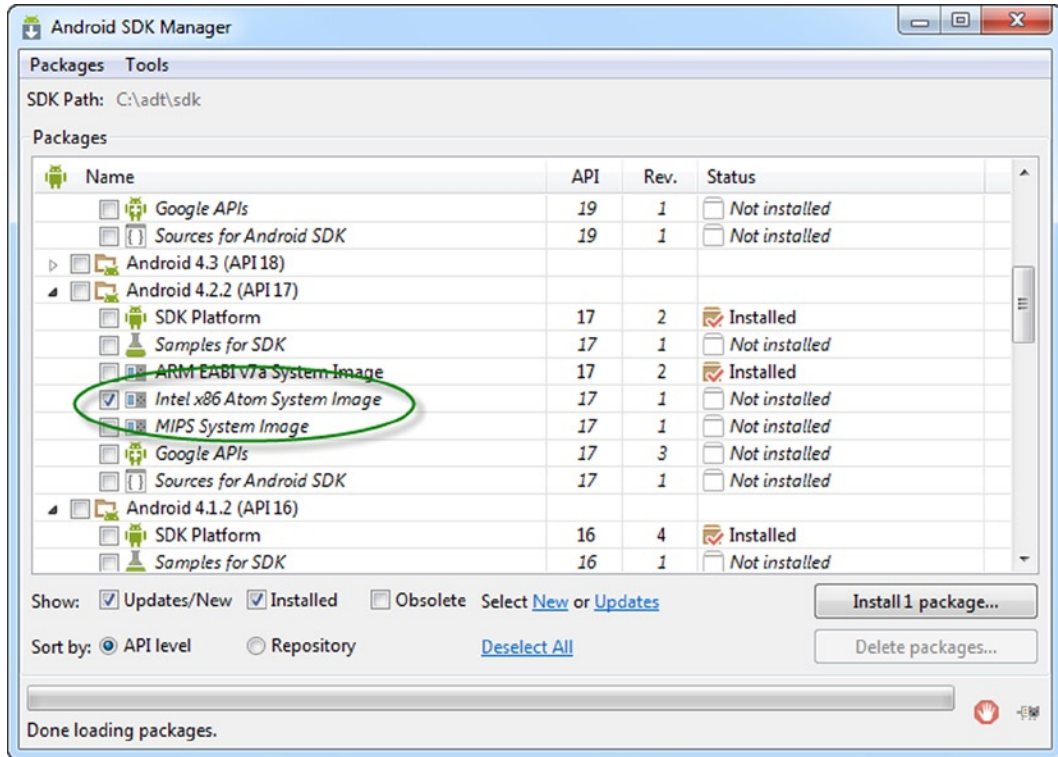 Android SDK Manager
Packages Tools
SDK Path: C:\adt\sdk
Packages
Name API Rev. Status
Google APIs 19 1 Not installed
{ } Sources for Android SDK 19 1 Not installed
Android 4.3 (API 18)
Android 4.2.2 (API 17)
SDK Platform 17 2 Installed
Samples for SDK 17 1 Not installed
ARM EABI v7a System Image 17 2 Installed
Intel x86 Atom System Image 17 1 Not installed
MIPS System Image 17 1 Not installed
Google APIs 17 3 Not installed
{ } Sources for Android SDK 17 1 Not installed
Android 4.1.2 (API 16)
SDK Platform 16 4 Installed
Samples for SDK 16 1 Not installed
Show: Updates/New Installed Obsolete Select New or Updates Install 1 package...
Sort by: API level Repository Deselect All Delete packages...
Done loading packages.